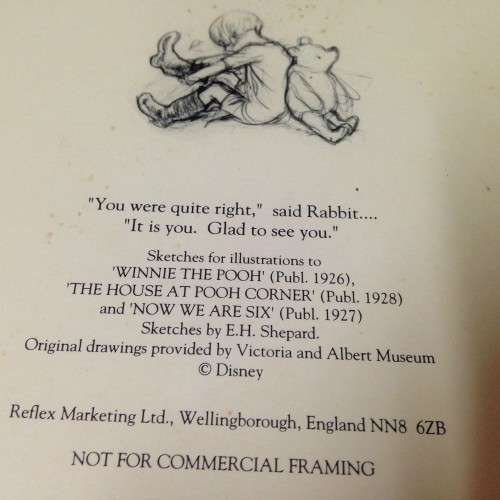 "You were quite right," said Rabbit....
"It is you. Glad to see you."
Sketches for illustrations to
'WINNIE THE POOH' (Publ. 1926),
'THE HOUSE AT POOH CORNER' (Publ. 1928)
and 'NOW WE ARE SIX' (Publ. 1927)
Sketches by E.H. Shepard.
Original drawings provided by Victoria and Albert Museum
© Disney
Reflex Marketing Ltd., Wellingborough, England NN8 6ZB
NOT FOR COMMERCIAL FRAMING